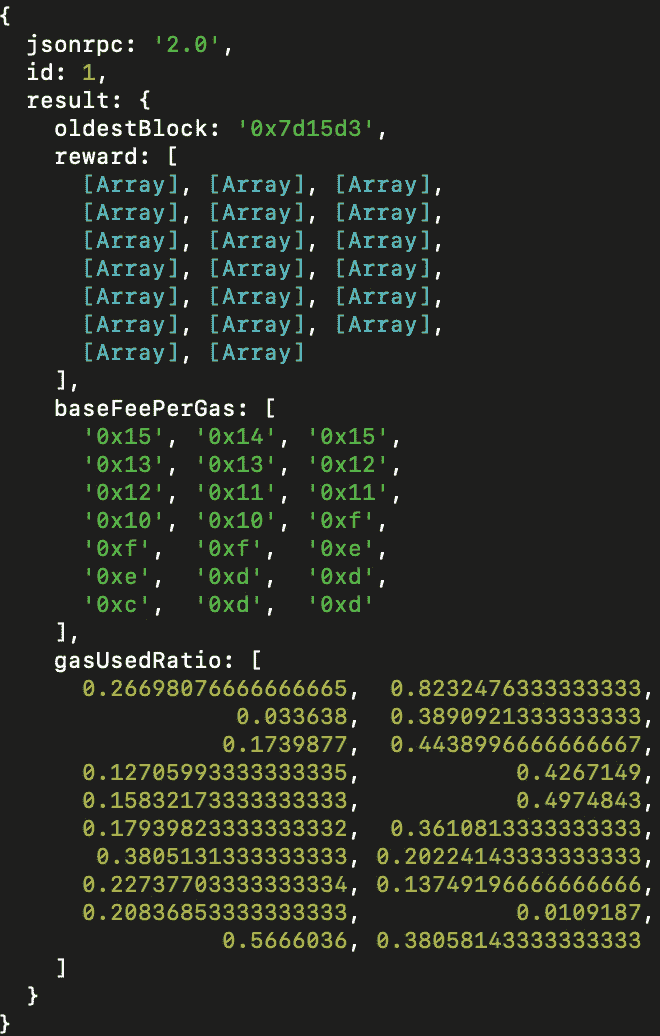 {
  jsonrpc: '2.0',
  id: 1,
  result: {
    oldestBlock: '0x7d15d3',
    reward: [
      [Array], [Array], [Array],
      [Array], [Array], [Array],
      [Array], [Array], [Array],
      [Array], [Array], [Array],
      [Array], [Array], [Array],
      [Array], [Array], [Array],
      [Array], [Array]
    ],
    baseFeePerGas: [
      '0x15', '0x14', '0x15',
      '0x13', '0x13', '0x12',
      '0x12', '0x11', '0x11',
      '0x10', '0x10', '0xf',
      '0xf',  '0xf',  '0xe',
      '0xe',  '0xd',  '0xd',
      '0xc',  '0xd',  '0xd'
    ],
    gasUsedRatio: [
      0.26698076666666665,  0.8232476333333333,
                 0.033638,  0.3890921333333333,
                0.1739877,  0.4438996666666667,
      0.12705993333333335,           0.4267149,
      0.15832173333333333,           0.4974843,
      0.17939823333333332,  0.3610813333333333,
       0.3805131333333333, 0.20224143333333333,
      0.22737703333333334, 0.13749196666666666,
      0.20836853333333333,           0.0109187,
                0.5666036, 0.38058143333333333
    ]
  }
}